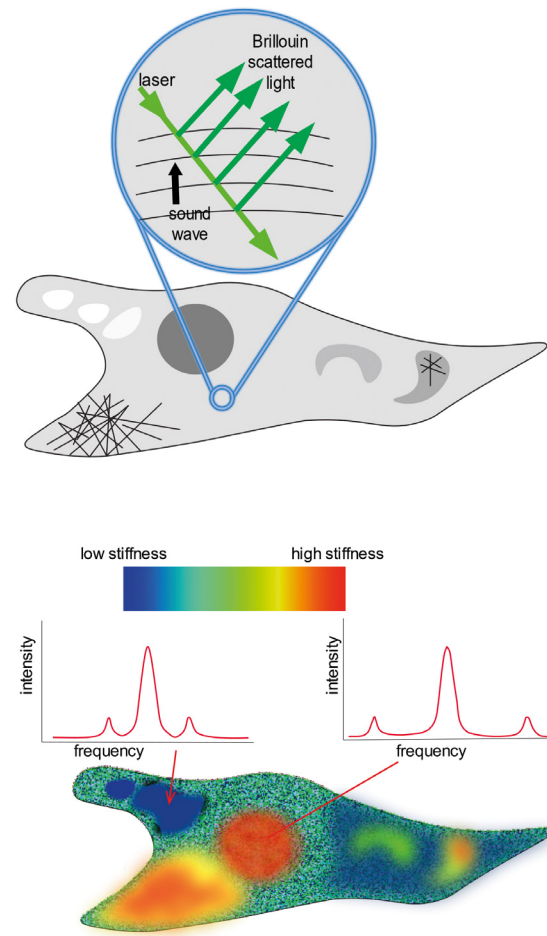 Brillouin
scattered
light
laser
sound
wave
low stiffness
high stiffness
intensity
frequency
intensity
frequency